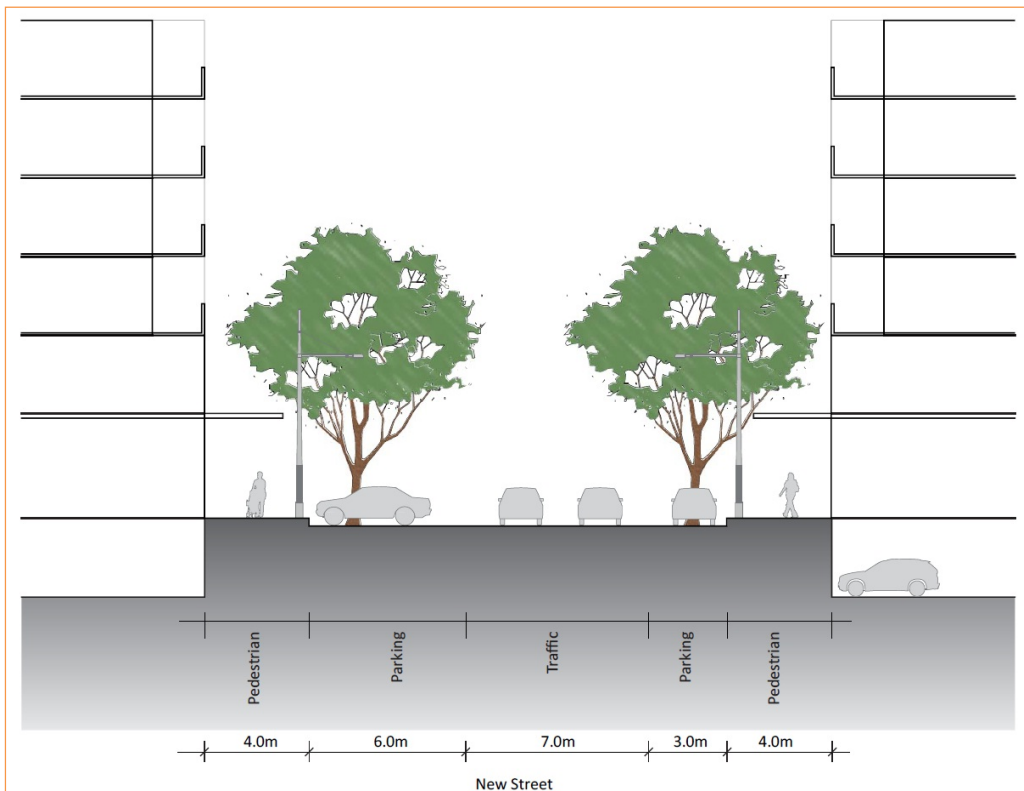 Pedestrian
Parking
Traffic
Parking
Pedestrian
4.0m
6.0m
7.0m
3.0m
4.0m
New Street